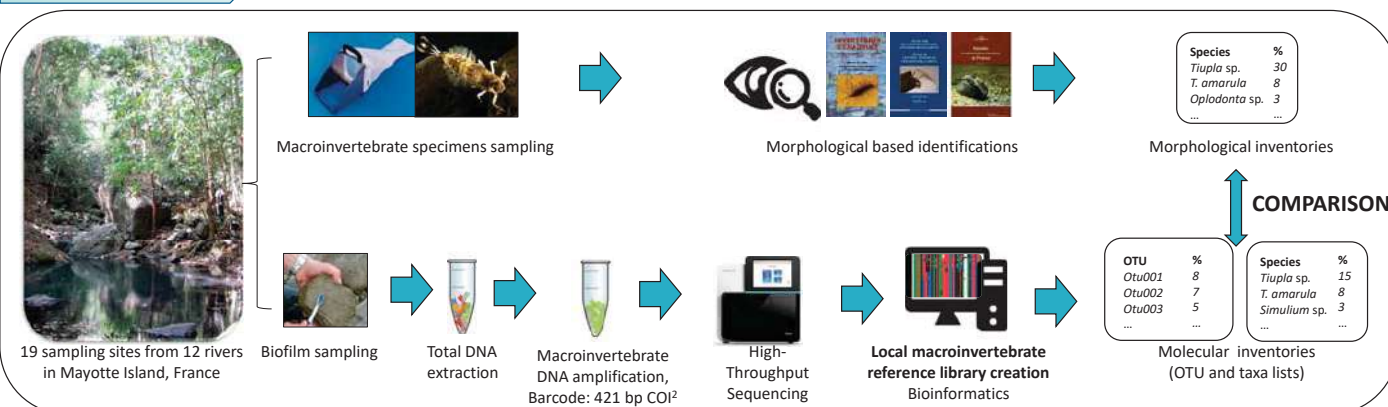 Species %
Tiupla sp. 30
T. amarula 8
Oplodonta sp. 3
... ...
Macroinvertebrate specimens sampling
Morphological based identifications
Morphological inventories
COMPARISON
OTU %
Otu001 8
Otu002 7
Otu003 5
... ...
Species %
Tiupla sp. 15
T. amarula 8
Simulium sp. 3
... ...
19 sampling sites from 12 rivers
in Mayotte Island, France
Biofilm sampling
Total DNA
extraction
Macroinvertebrate
DNA amplification,
Barcode: 421 bp COI²
High-
Throughput
Sequencing
Local macroinvertebrate
reference library creation
Bioinformatics
Molecular inventories
(OTU and taxa lists)